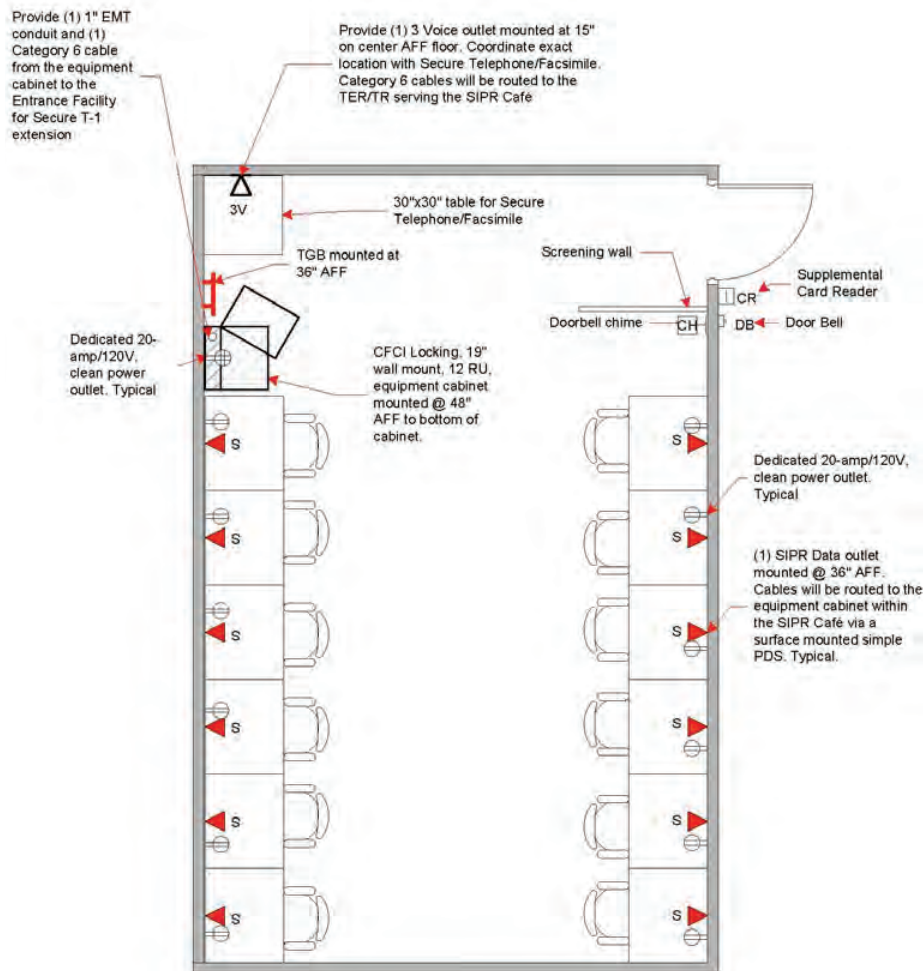 Provide (1) 1" EMT
conduit and (1)
Category 6 cable
from the equipment
cabinet to the
Entrance Facility
for Secure T-1
extension
Provide (1) 3 Voice outlet mounted at 15"
on center AFF floor. Coordinate exact
location with Secure Telephone/Facsimile.
Category 6 cables will be routed to the
TER/TR serving the SIPR Café
3V
30"x30" table for Secure
Telephone/Facsimile
TGB mounted at
36" AFF
Screening wall
Supplemental
Card Reader
CR
Doorbell chime
CH
DB
Door Bell
Dedicated 20-
amp/120V,
clean power
outlet. Typical
CFCI Locking, 19"
wall mount, 12 RU,
equipment cabinet
mounted @ 48"
AFF to bottom of
cabinet.
S
S
Dedicated 20-amp/120V,
clean power outlet.
Typical
S
S
(1) SIPR Data outlet
mounted @ 36" AFF.
Cables will be routed to the
equipment cabinet within
the SIPR Café via a
surface mounted simple
PDS. Typical.
S
S
S
S
S
S
S
S